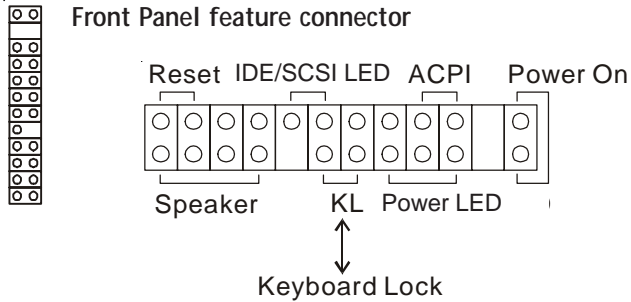 Front Panel feature connector
Reset IDE/SCSI LED ACPI Power On
Speaker KL Power LED
Keyboard Lock